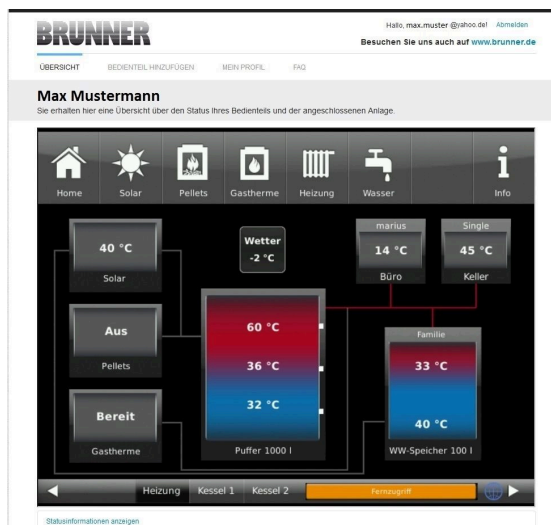 BRUNNER
Hallo, max.muster @yahoo.de! Abmelden
Besuchen Sie uns auch auf www.brunner.de
ÜBERSICHT BEDIENTEIL HINZUFÜGEN MEIN PROFIL FAQ
Max Mustermann
Sie erhalten hier eine Übersicht über den Status Ihres Bedienteils und der angeschlossenen Anlage.
Home Solar Pellets Gastherme Heizung Wasser Info
40 °C
Solar
Wetter
-2 °C
marius
14 °C
Büro
Single
45 °C
Keller
Aus
Pellets
60 °C
36 °C
32 °C
Puffer 1000 l
Familie
33 °C
40 °C
WW-Speicher 100 l
Bereit
Gastherme
Heizung Kessel 1 Kessel 2 Fernzugriff
Statusinformationen anzeigen